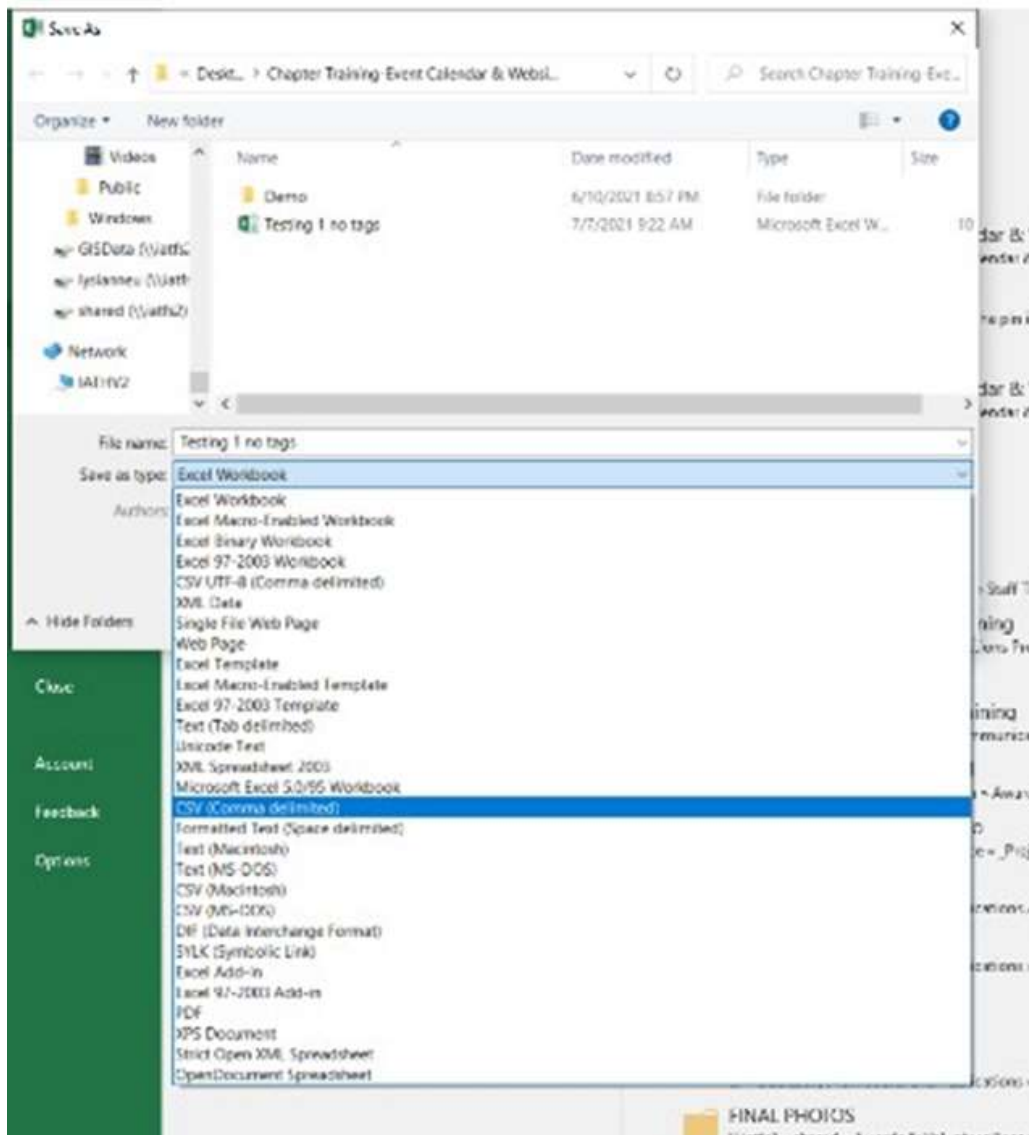 Save As
« Deskt... > Chapter Training-Event Calendar & Websi...
Search Chapter Training-Eve...
Organize
New folder
Name
Date modified
Type
Size
Videos
Public
Windows
GISData
shared
Network
Demo
6/10/2021 8:57 PM
File folder
Testing 1 no tags
7/7/2021 9:22 AM
Microsoft Excel W...
10
File name: Testing 1 no tags
Save as type: Excel Workbook
Authors
Excel Workbook
Excel Macro-Enabled Workbook
Excel Binary Workbook
Excel 97-2003 Workbook
CSV UTF-8 (Comma delimited)
XML Data
Single File Web Page
Web Page
Excel Template
Excel Macro-Enabled Template
Excel 97-2003 Template
Text (Tab delimited)
Unicode Text
XML Spreadsheet 2003
Microsoft Excel 5.0/95 Workbook
CSV (Comma delimited)
Formatted Text (Space delimited)
Text (Macintosh)
Text (MS-DOS)
CSV (Macintosh)
CSV (MS-DOS)
DIF (Data Interchange Format)
SYLK (Symbolic Link)
Excel Add-in
Excel 97-2003 Add-in
PDF
XPS Document
Strict Open XML Spreadsheet
OpenDocument Spreadsheet
Hide Folders
Close
Account
Feedback
Options
FINAL PHOTOS